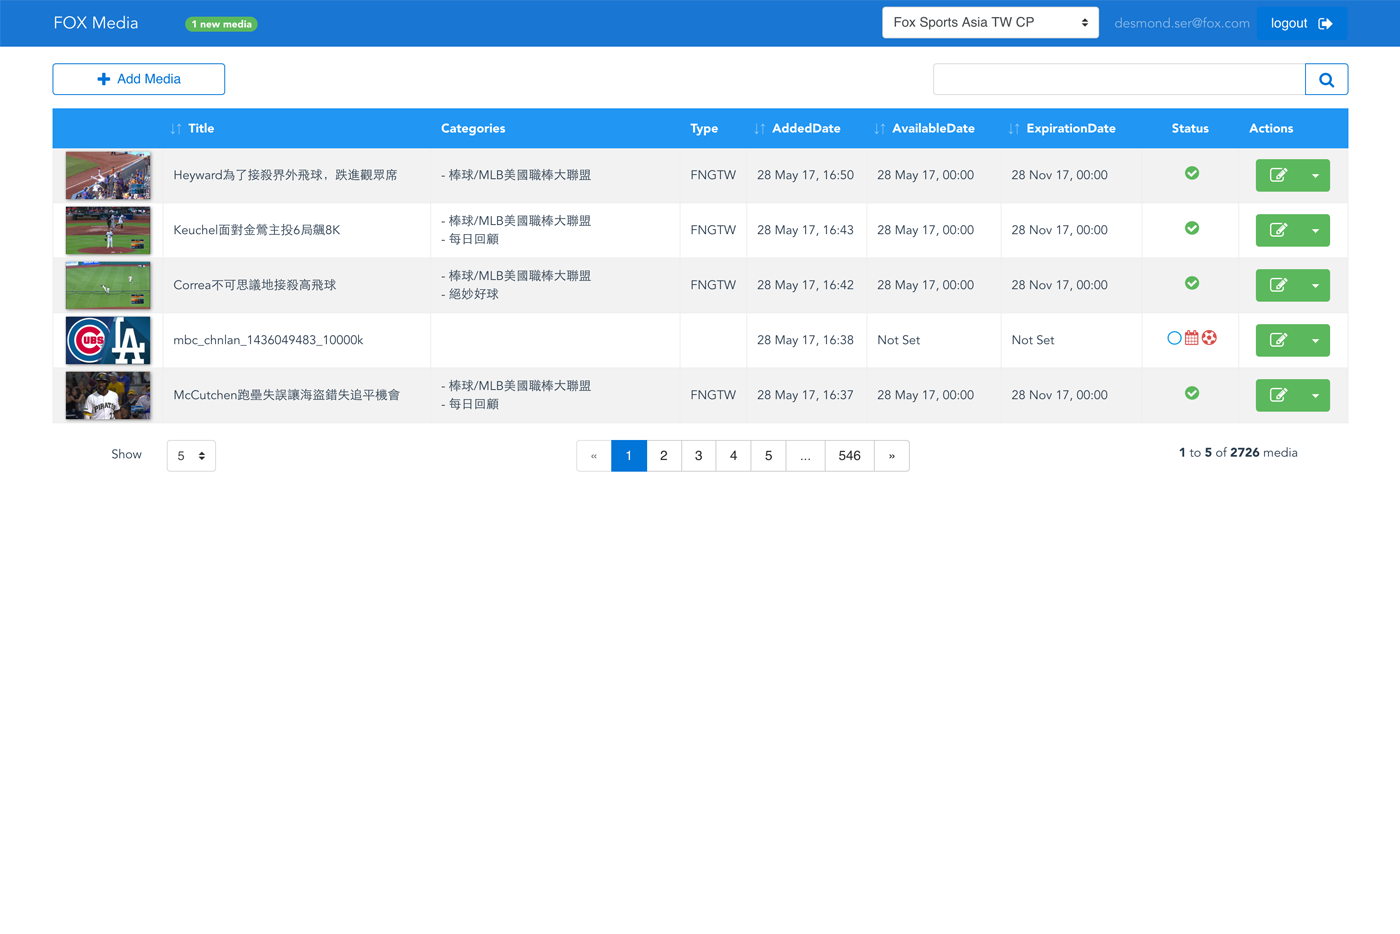 FOX Media
1 new media
Fox Sports Asia TW CP
desmond.ser@fox.com
logout
Add Media
Title Categories Type AddedDate AvailableDate ExpirationDate Status Actions
Heyward為了接殺界外飛球，跌進觀眾席 - 棒球/MLB美國職棒大聯盟 FNGTW 28 May 17, 16:50 28 May 17, 00:00 28 Nov 17, 00:00
Keuchel面對金鶯主投6局飆8K - 棒球/MLB美國職棒大聯盟 FNGTW 28 May 17, 16:43 28 May 17, 00:00 28 Nov 17, 00:00
- 每日回顧
Correa不可思議地接殺高飛球 - 棒球/MLB美國職棒大聯盟 FNGTW 28 May 17, 16:42 28 May 17, 00:00 28 Nov 17, 00:00
- 絕妙好球
CUBS LA mbc_chnlan_1436049483_10000k 28 May 17, 16:38 Not Set Not Set
PIRATES McCutchen跑壘失誤讓海盜錯失追平機會 - 棒球/MLB美國職棒大聯盟 FNGTW 28 May 17, 16:37 28 May 17, 00:00 28 Nov 17, 00:00
- 每日回顧
Show 5 « 1 2 3 4 5 ... 546 » 1 to 5 of 2726 media